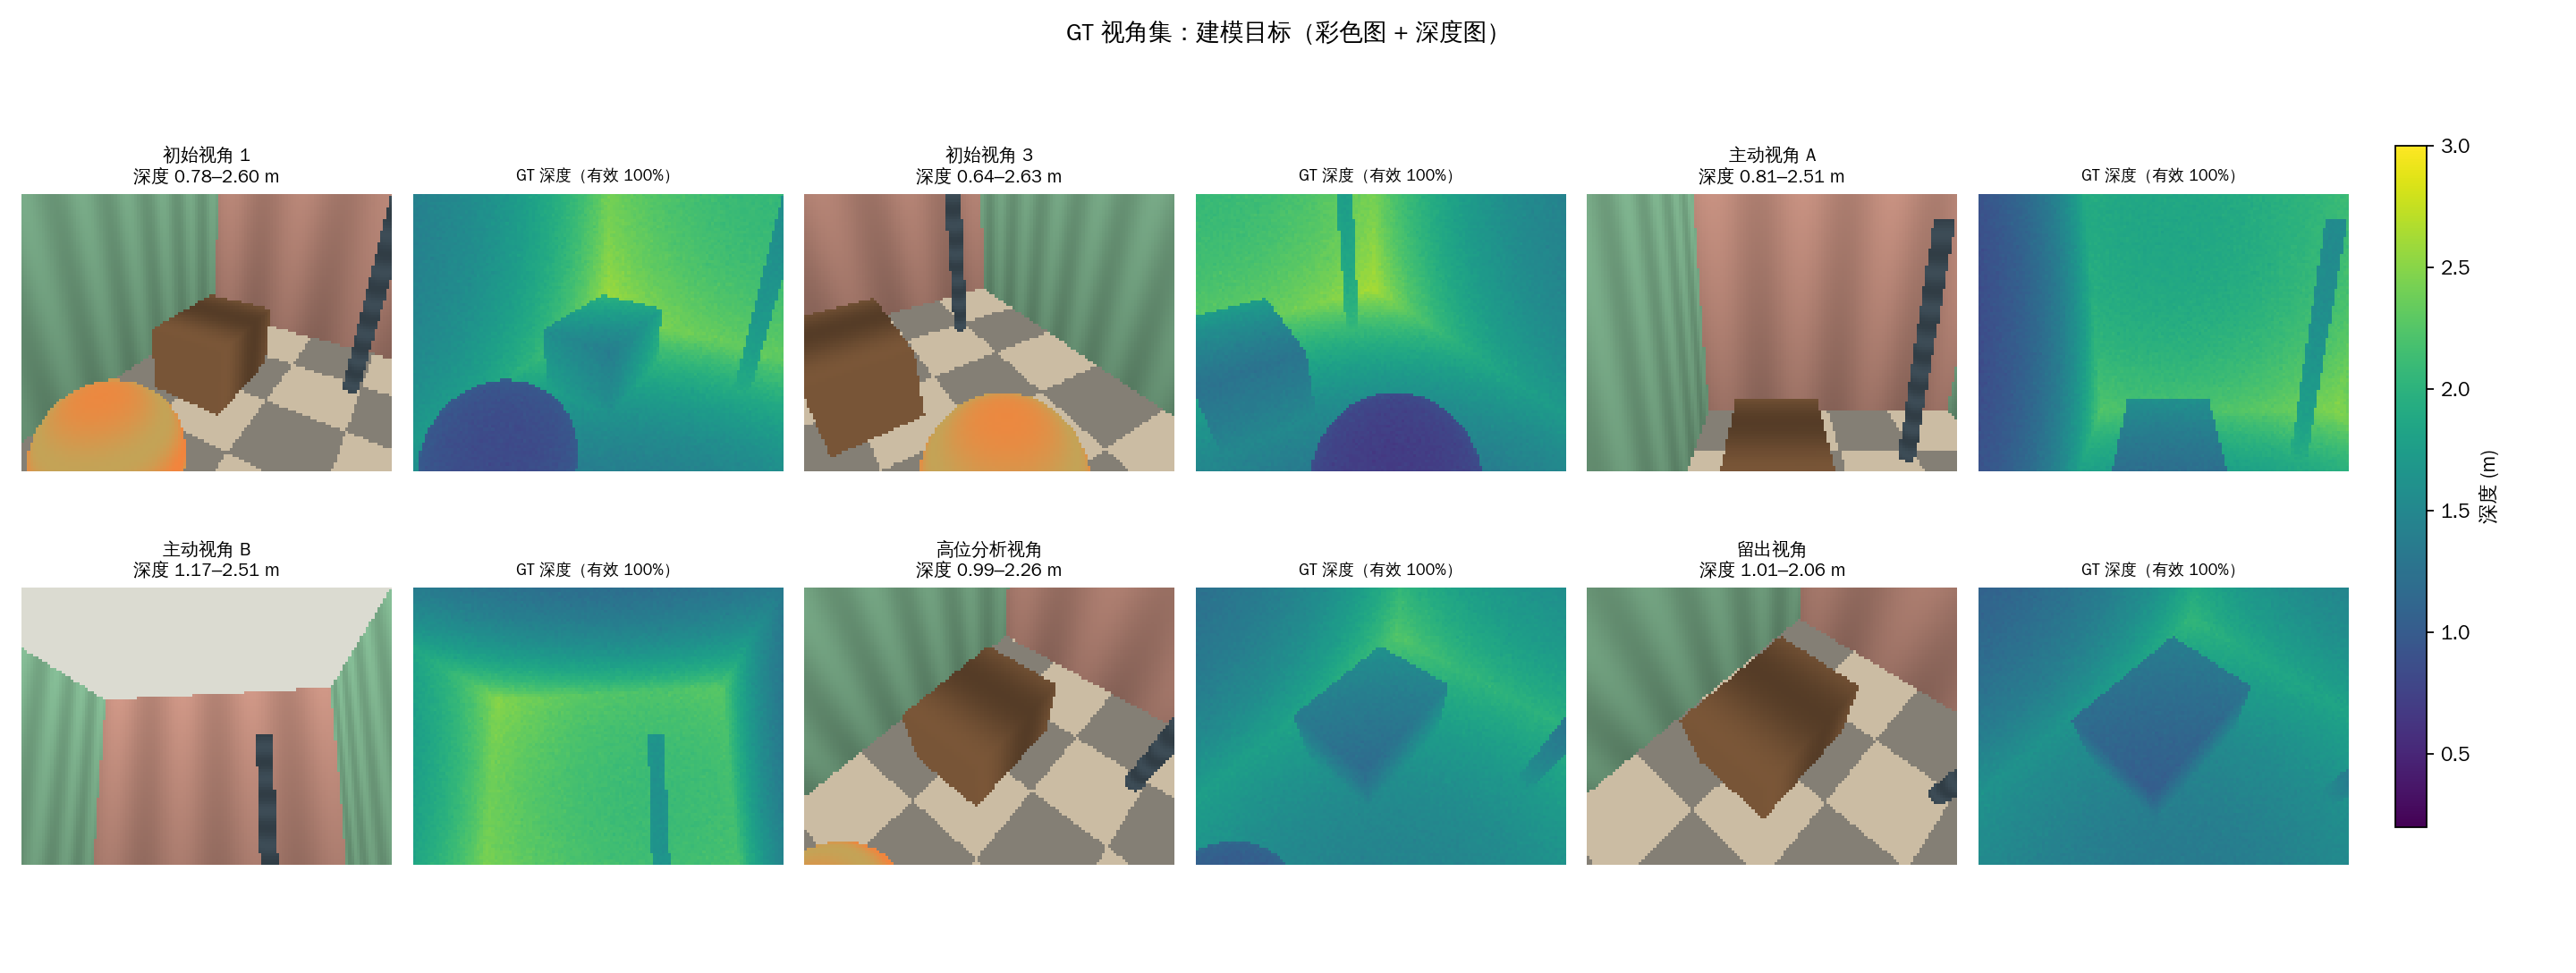 GT 视角集：建模目标（彩色图 + 深度图）
初始视角 1
深度 0.78–2.60 m
GT 深度（有效 100%）
初始视角 3
深度 0.64–2.63 m
GT 深度（有效 100%）
主动视角 A
深度 0.81–2.51 m
GT 深度（有效 100%）
主动视角 B
深度 1.17–2.51 m
GT 深度（有效 100%）
高位分析视角
深度 0.99–2.26 m
GT 深度（有效 100%）
留出视角
深度 1.01–2.06 m
GT 深度（有效 100%）
3.0
2.5
2.0
1.5
1.0
0.5
深度 (m)